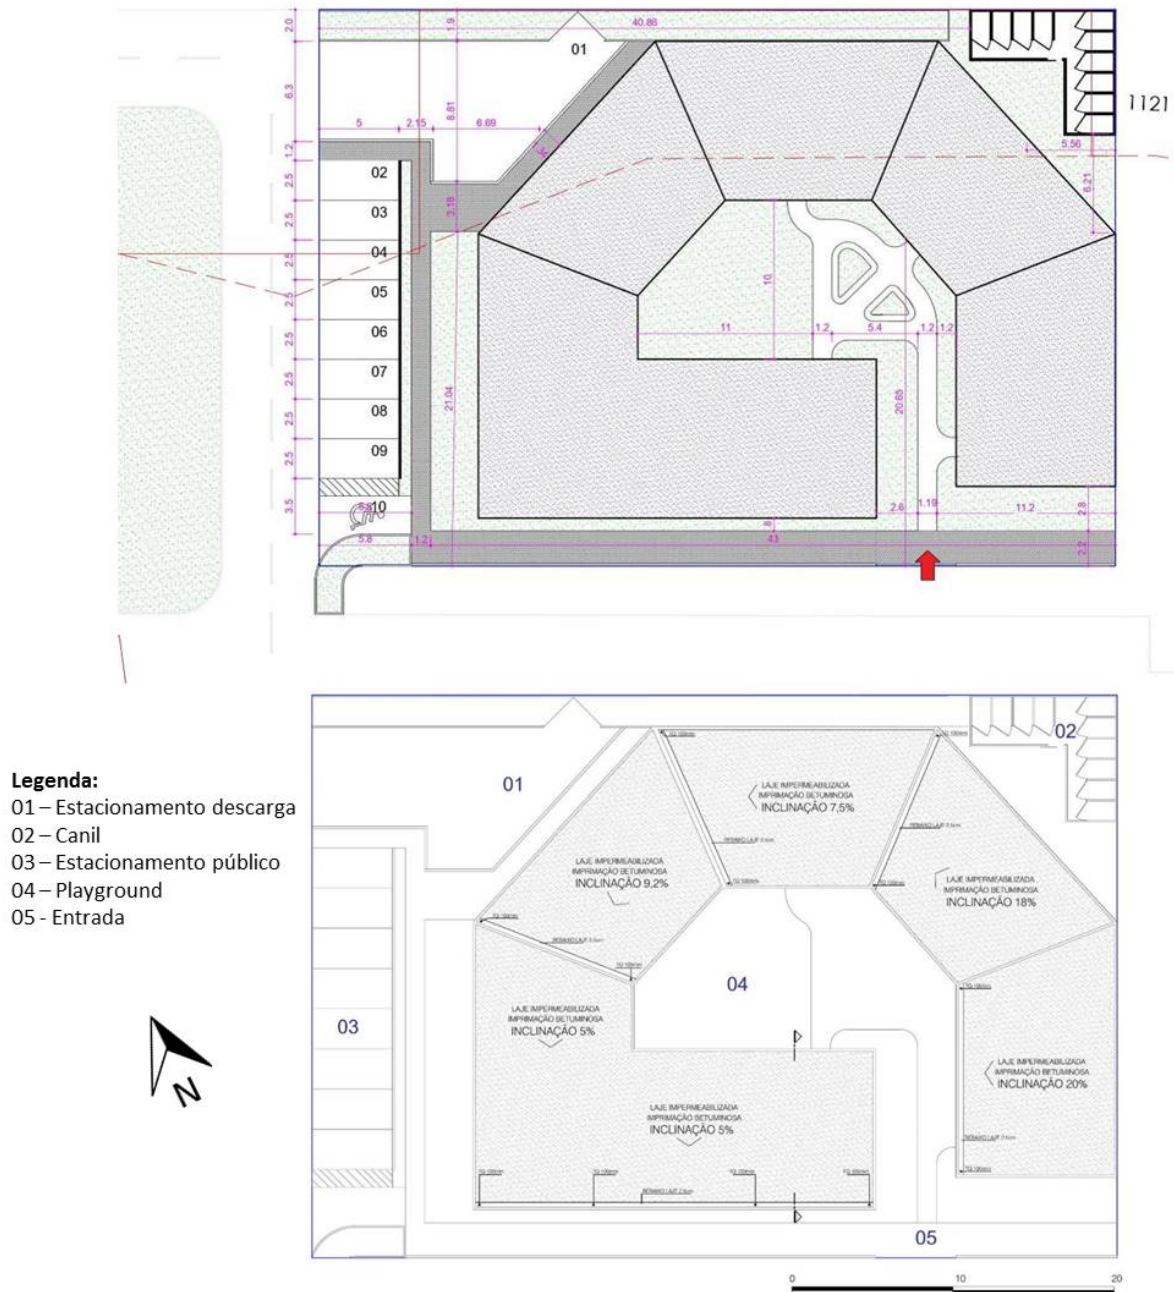 2.0
1.9
40.86
01
1121
6.3
8.81
5
2.15
6.69
5.56
1.2
6.21
2.5
02
2.5
03
3.18
2.5
04
10
2.5
05
2.5
06
11
1.2
5.4
1.2
1.2
2.5
07
2.5
08
21.04
20.65
2.5
09
3.5
10
2.6
1.19
11.2
2.8
5.8
1.2
43
2.2
Legenda:
01 – Estacionamento descarga
02 – Canil
03 – Estacionamento público
04 – Playground
05 - Entrada
N
01
02
LAJE IMPERMEABILIZADA
IMPRIMAÇÃO BETUMINOSA
INCLINAÇÃO 7,5%
LAJE IMPERMEABILIZADA
IMPRIMAÇÃO BETUMINOSA
INCLINAÇÃO 9,2%
LAJE IMPERMEABILIZADA
IMPRIMAÇÃO BETUMINOSA
INCLINAÇÃO 18%
04
LAJE IMPERMEABILIZADA
IMPRIMAÇÃO BETUMINOSA
INCLINAÇÃO 5%
03
LAJE IMPERMEABILIZADA
IMPRIMAÇÃO BETUMINOSA
INCLINAÇÃO 20%
LAJE IMPERMEABILIZADA
IMPRIMAÇÃO BETUMINOSA
INCLINAÇÃO 5%
05
0 10 20